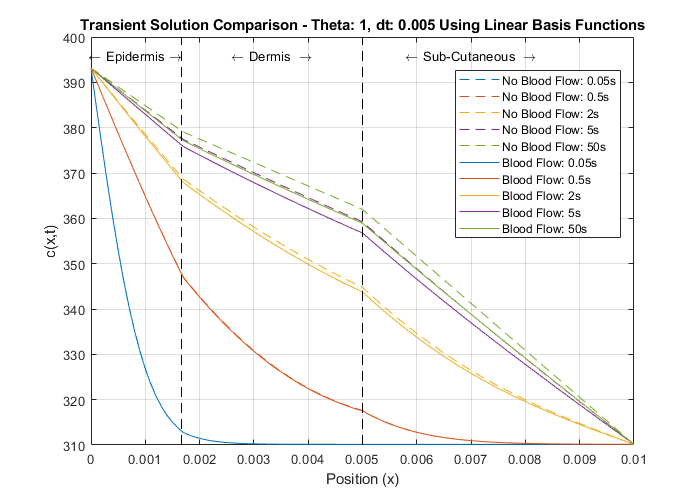 Transient Solution Comparison - Theta: 1, dt: 0.005 Using Linear Basis Functions
← Epidermis → ← Dermis → ← Sub-Cutaneous →
No Blood Flow: 0.05s
No Blood Flow: 0.5s
No Blood Flow: 2s
No Blood Flow: 5s
No Blood Flow: 50s
Blood Flow: 0.05s
Blood Flow: 0.5s
Blood Flow: 2s
Blood Flow: 5s
Blood Flow: 50s
400
390
380
370
360
350
340
330
320
310
c(x,t)
0 0.001 0.002 0.003 0.004 0.005 0.006 0.007 0.008 0.009 0.01
Position (x)